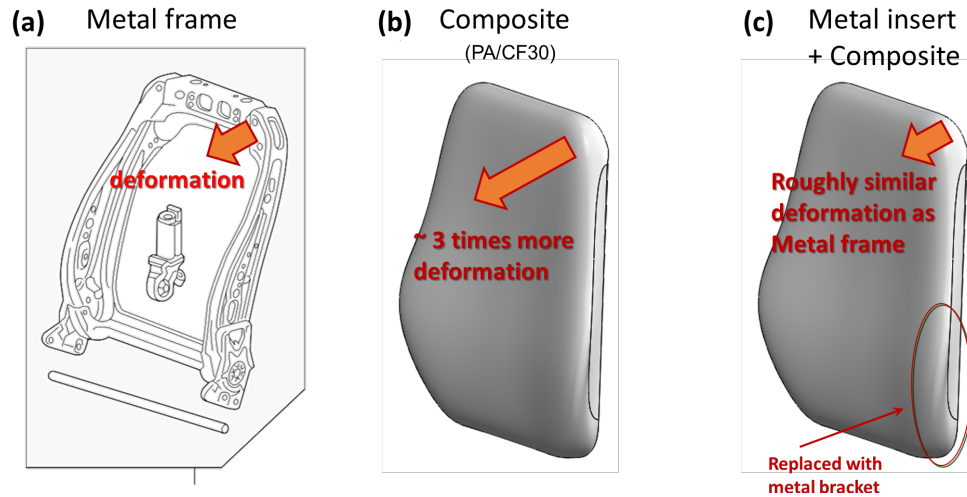 (a) Metal frame
deformation
(b) Composite
(PA/CF30)
~ 3 times more
deformation
(c) Metal insert
+ Composite
Roughly similar
deformation as
Metal frame
Replaced with
metal bracket